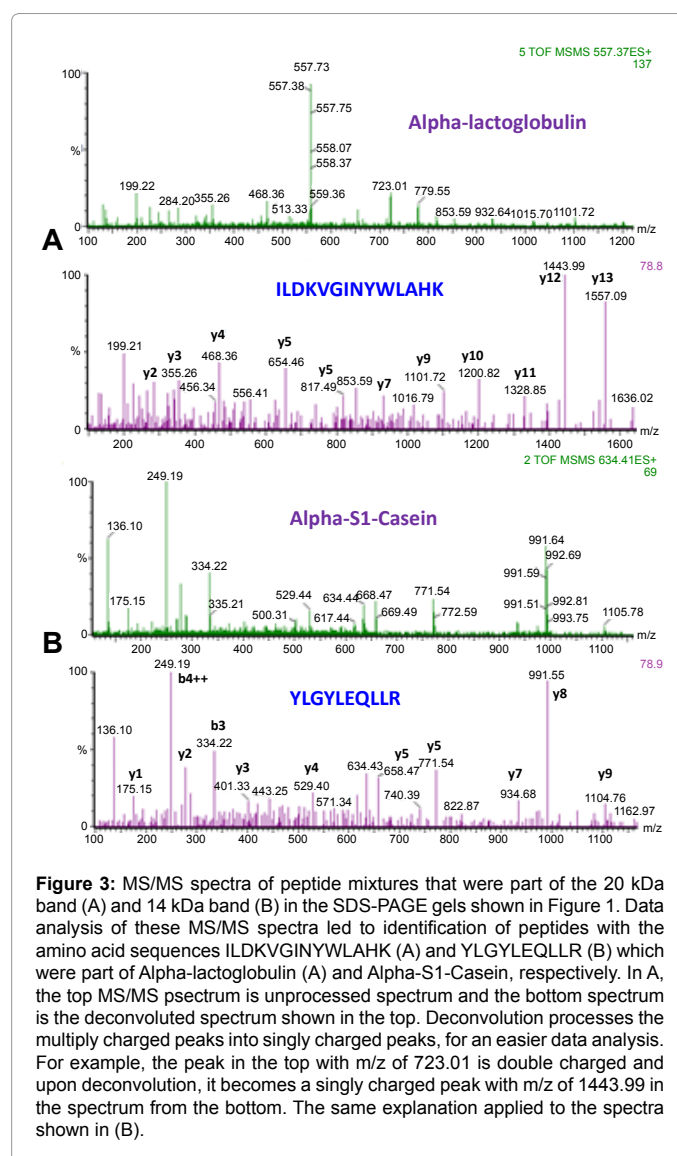 5 TOF MSMS 557.37ES+
137
100
557.73
557.38
557.75
Alpha-lactoglobulin
%
558.07
558.37
199.22
284.20
355.26
468.36
513.33
559.36
723.01
779.55
853.59
932.64
1015.70
1101.72
0
A
100 200 300 400 500 600 700 800 900 1000 1100 1200 m/z
100
y12
1443.99
y13
78.8
ILDKVGINYWLAHK
1557.09
199.21
%
y2
y3
355.26
y4
468.36
456.34
556.41
y5
654.46
y5
817.49
853.59
y7
1016.79
y9
1101.72
y10
1200.82
y11
1328.85
1636.02
0
200 400 600 800 1000 1200 1400 1600 m/z
2 TOF MSMS 634.41ES+
69
100
249.19
Alpha-S1-Casein
136.10
991.64
992.69
%
334.22
991.59
175.15
335.21
500.31
529.44
634.44
617.44
668.47
669.49
771.54
772.59
991.51
992.81
993.75
1105.78
0
B
200 300 400 500 600 700 800 900 1000 1100 m/z
100
249.19
b4++
78.9
991.55
y8
YLGYLEQLLR
136.10
%
y1
175.15
y2
b3
334.22
y3
401.33
443.25
y4
529.40
571.34
634.43
658.47
y5
740.39
y5
771.54
822.87
y7
934.68
y9
1104.76
1162.97
0
100 200 300 400 500 600 700 800 900 1000 1100 m/z
Figure 3: MS/MS spectra of peptide mixtures that were part of the 20 kDa
band (A) and 14 kDa band (B) in the SDS-PAGE gels shown in Figure 1. Data
analysis of these MS/MS spectra led to identification of peptides with the
amino acid sequences ILDKVGINYWLAHK (A) and YLGYLEQLLR (B) which
were part of Alpha-lactoglobulin (A) and Alpha-S1-Casein, respectively. In A,
the top MS/MS psectrum is unprocessed spectrum and the bottom spectrum
is the deconvoluted spectrum shown in the top. Deconvolution processes the
multiply charged peaks into singly charged peaks, for an easier data analysis.
For example, the peak in the top with m/z of 723.01 is double charged and
upon deconvolution, it becomes a singly charged peak with m/z of 1443.99 in
the spectrum from the bottom. The same explanation applied to the spectra
shown in (B).